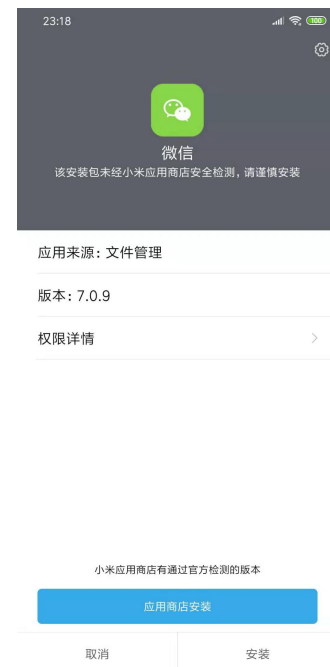 23:18
100
微信
该安装包未经小米应用商店安全检测，请谨慎安装
应用来源：文件管理
版本：7.0.9
权限详情
小米应用商店有通过官方检测的版本
应用商店安装
取消
安装